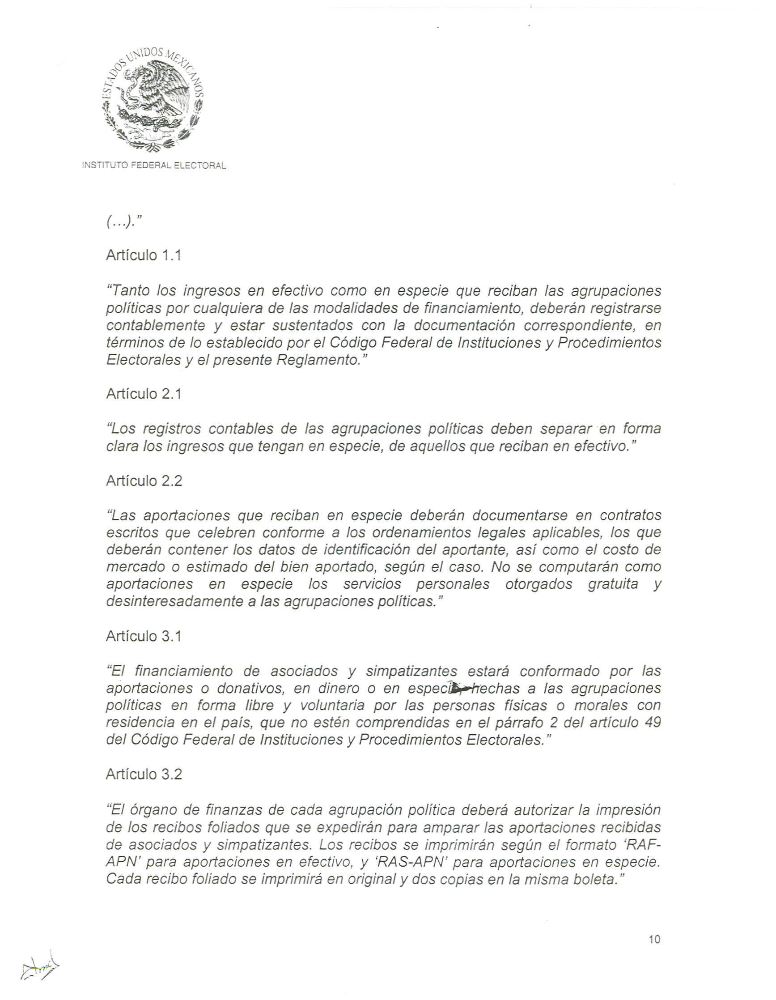 ESTADOS UNIDOS MEXICANOS
INSTITUTO FEDERAL ELECTORAL
(...)."
Artículo 1.1
“Tanto los ingresos en efectivo como en especie que reciban las agrupaciones
políticas por cualquiera de las modalidades de financiamiento, deberán registrarse
contablemente y estar sustentados con la documentación correspondiente, en
términos de lo establecido por el Código Federal de Instituciones y Procedimientos
Electorales y el presente Reglamento.”
Artículo 2.1
“Los registros contables de las agrupaciones políticas deben separar en forma
clara los ingresos que tengan en especie, de aquellos que reciban en efectivo.”
Artículo 2.2
“Las aportaciones que reciban en especie deberán documentarse en contratos
escritos que celebren conforme a los ordenamientos legales aplicables, los que
deberán contener los datos de identificación del aportante, así como el costo de
mercado o estimado del bien aportado, según el caso. No se computarán como
aportaciones en especie los servicios personales otorgados gratuita y
desinteresadamente a las agrupaciones políticas.”
Artículo 3.1
“El financiamiento de asociados y simpatizantes estará conformado por las
aportaciones o donativos, en dinero o en especie, hechas a las agrupaciones
políticas en forma libre y voluntaria por las personas físicas o morales con
residencia en el país, que no estén comprendidas en el párrafo 2 del artículo 49
del Código Federal de Instituciones y Procedimientos Electorales.”
Artículo 3.2
“El órgano de finanzas de cada agrupación política deberá autorizar la impresión
de los recibos foliados que se expedirán para amparar las aportaciones recibidas
de asociados y simpatizantes. Los recibos se imprimirán según el formato ‘RAF-
APN’ para aportaciones en efectivo, y ‘RAS-APN’ para aportaciones en especie.
Cada recibo foliado se imprimirá en original y dos copias en la misma boleta.”
10